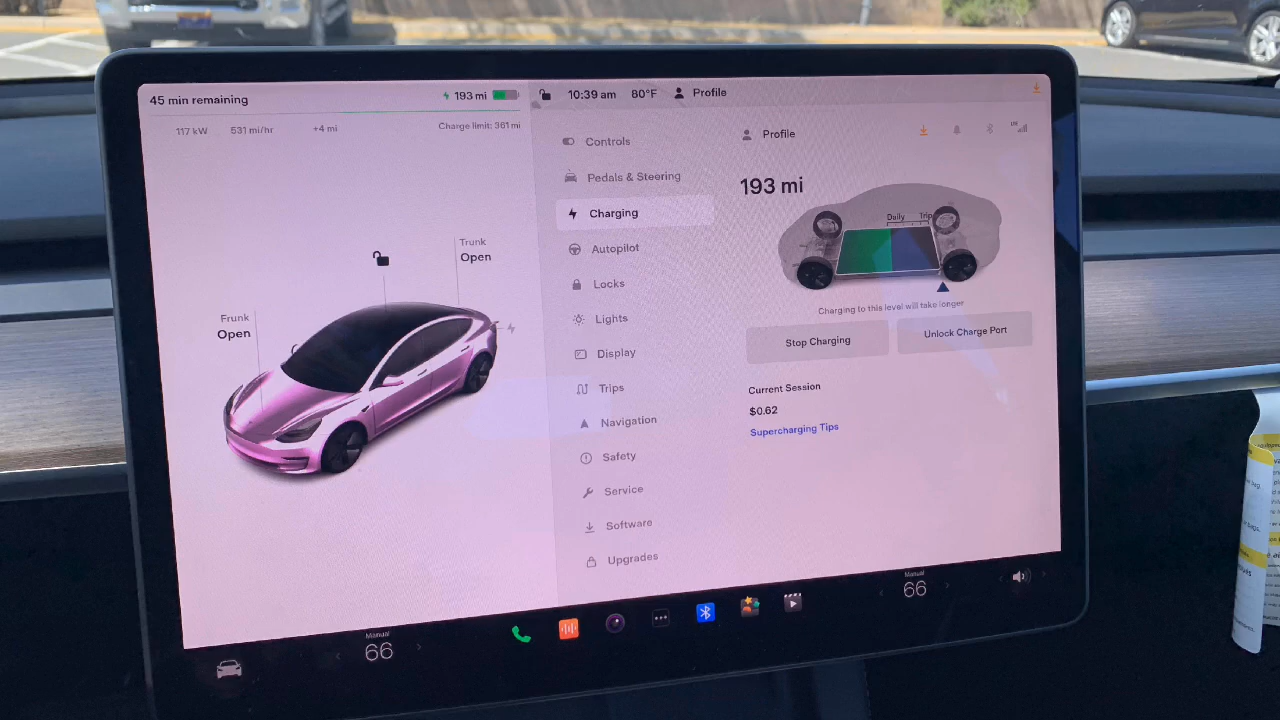 45 min remaining
193 mi
117 kW 531 mi/hr +4 mi Charge limit: 361 mi
10:39 am 80°F Profile
Trunk
Open
Frunk
Open
Controls
Pedals & Steering
Charging
Autopilot
Locks
Lights
Display
Trips
Navigation
Safety
Service
Software
Upgrades
Profile
LTE
193 mi
Daily Trip
Charging to this level will take longer
Stop Charging Unlock Charge Port
Current Session
$0.62
Supercharging Tips
Manual
66
Manual
66